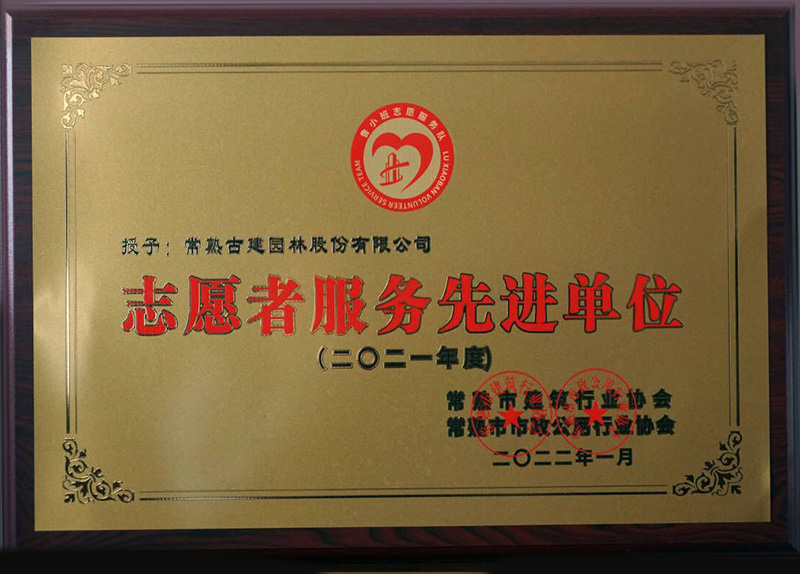 鲁小班志愿服务队
LU XIAOBAN VOLUNTEER SERVICE TEAM
授予：常熟古建园林股份有限公司
志愿者服务先进单位
(二〇二一年度)
常熟市建筑行业协会
常熟市市政公用行业协会
二〇二二年一月